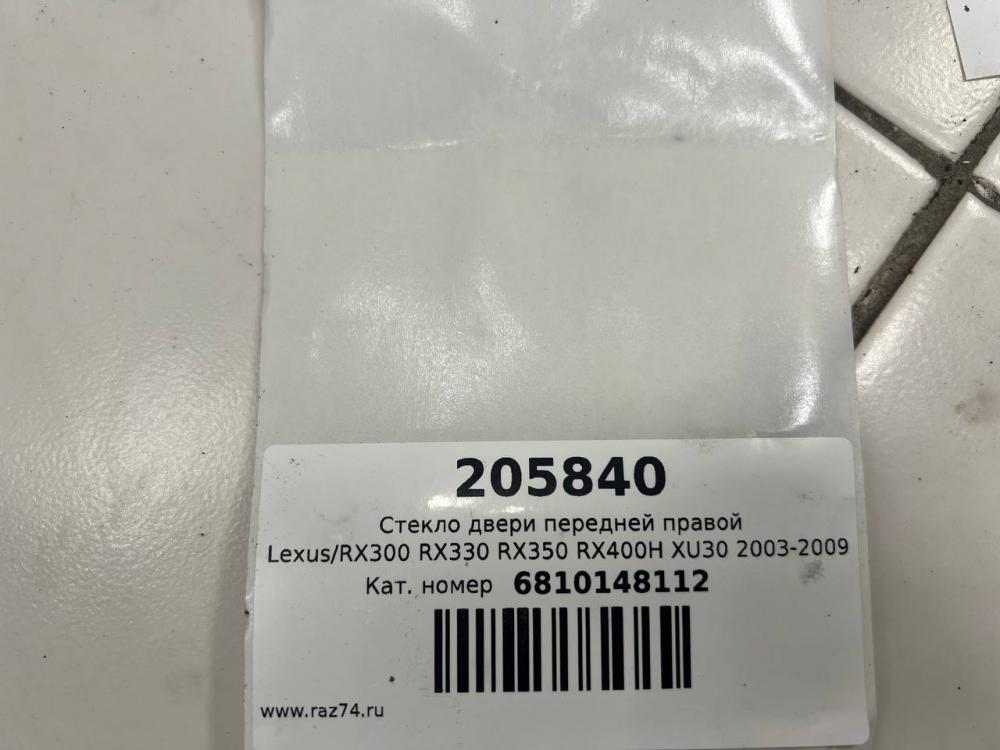 205840
Стекло двери передней правой
Lexus/RX300 RX330 RX350 RX400H XU30 2003-2009
Кат. номер 6810148112
www.raz74.ru